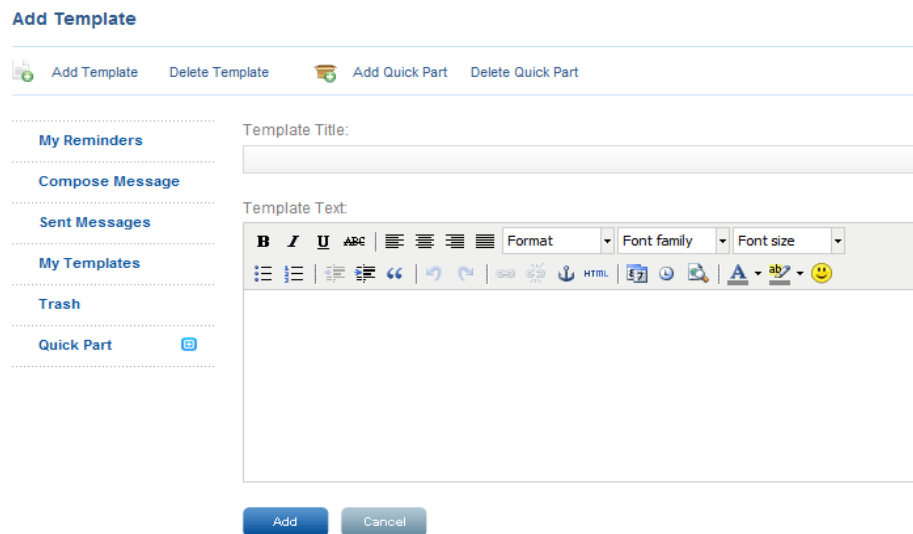 Add Template
Add Template Delete Template Add Quick Part Delete Quick Part
My Reminders
Compose Message
Sent Messages
My Templates
Trash
Quick Part
Template Title:
Template Text:
B I U ABC Format Font family Font size
HTML A ab
Add Cancel